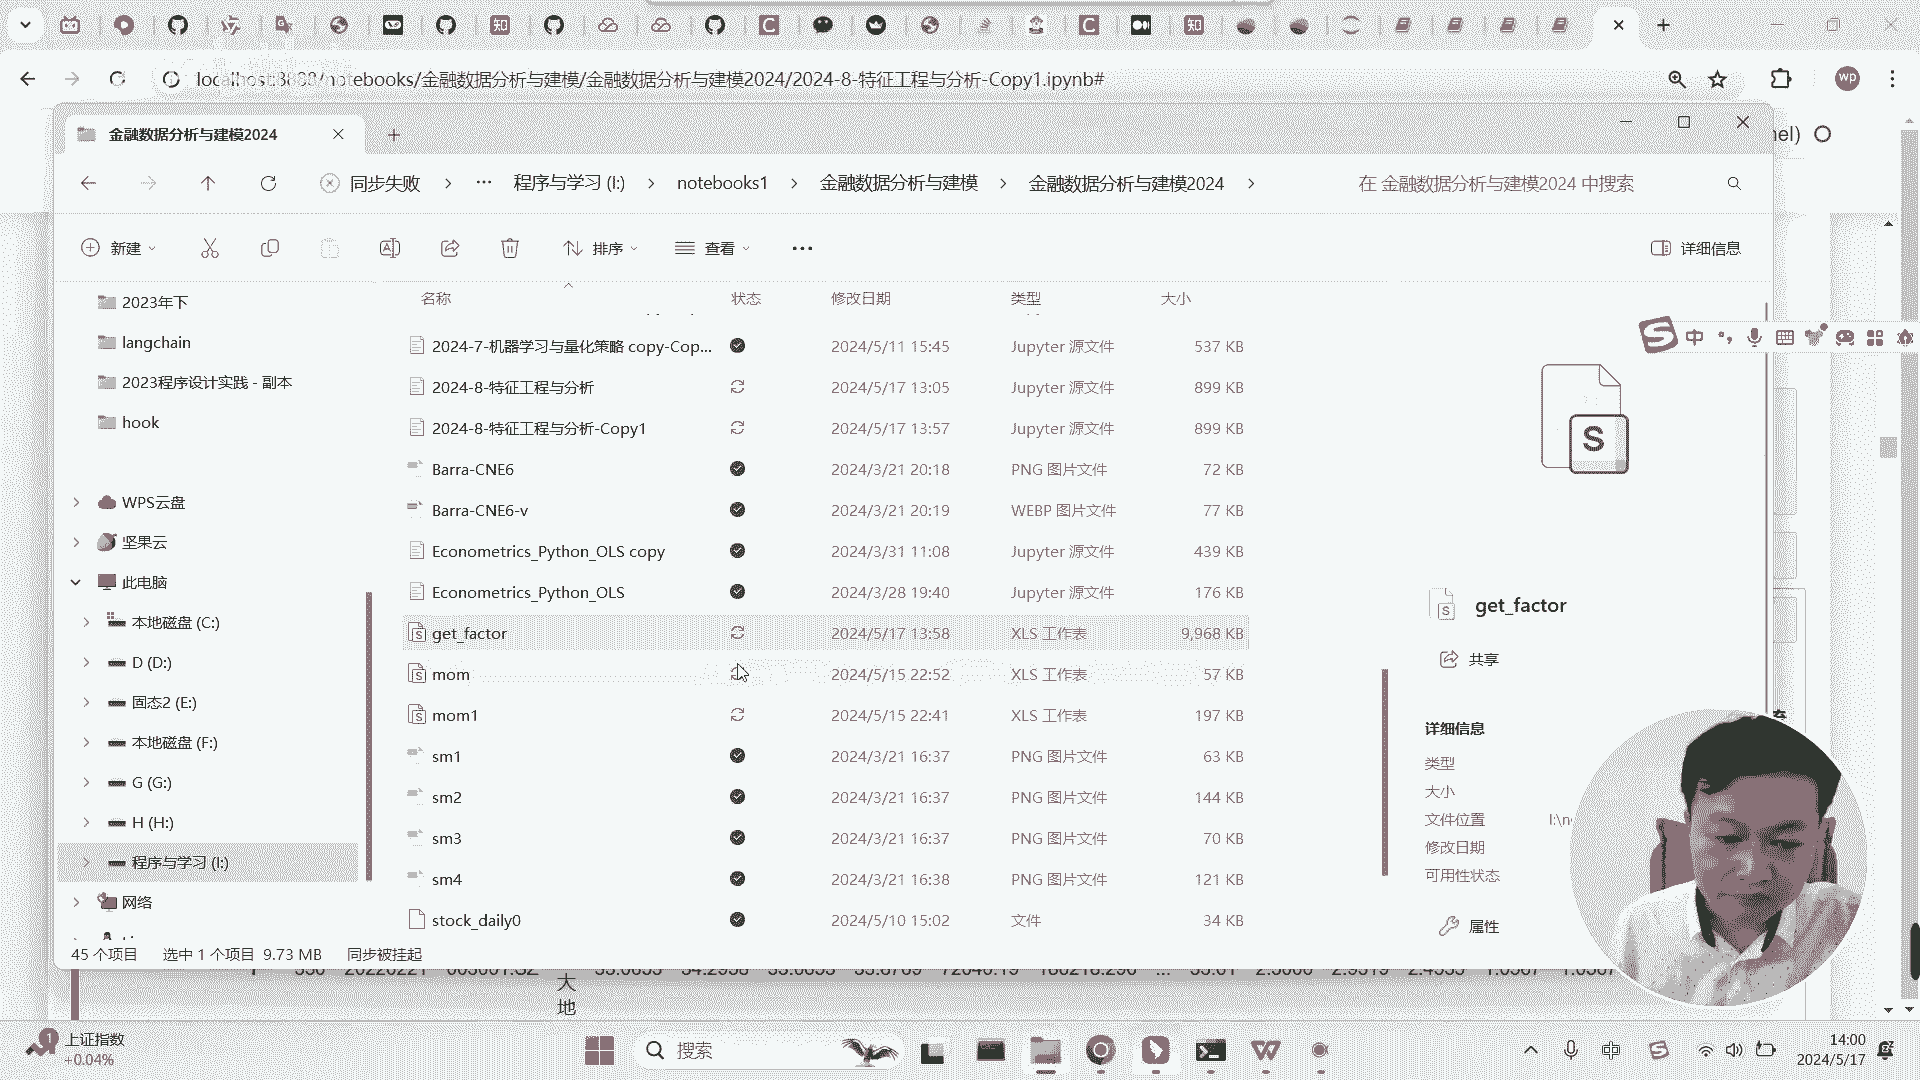 localhost:8888/notebooks/金融数据分析与建模/金融数据分析与建模2024/2024-8-特征工程与分析-Copy1.ipynb#
wp
金融数据分析与建模2024
同步失败 … 程序与学习 (I:) notebooks1 金融数据分析与建模 金融数据分析与建模2024
在 金融数据分析与建模2024 中搜索
新建 排序 查看 … 详细信息
名称 状态 修改日期 类型 大小
2023年下
langchain
2023程序设计实践 - 副本
hook
WPS云盘
坚果云
此电脑
本地磁盘 (C:)
D (D:)
固态2 (E:)
本地磁盘 (F:)
G (G:)
H (H:)
程序与学习 (I:)
网络
2024-7-机器学习与量化策略 copy-Cop... 2024/5/11 15:45 Jupyter 源文件 537 KB
2024-8-特征工程与分析 2024/5/17 13:05 Jupyter 源文件 899 KB
2024-8-特征工程与分析-Copy1 2024/5/17 13:57 Jupyter 源文件 899 KB
Barra-CNE6 2024/3/21 20:18 PNG 图片文件 72 KB
Barra-CNE6-v 2024/3/21 20:19 WEBP 图片文件 77 KB
Econometrics_Python_OLS copy 2024/3/31 11:08 Jupyter 源文件 439 KB
Econometrics_Python_OLS 2024/3/28 19:40 Jupyter 源文件 176 KB
get_factor 2024/5/17 13:58 XLS 工作表 9,968 KB
mom 2024/5/15 22:52 XLS 工作表 57 KB
mom1 2024/5/15 22:41 XLS 工作表 197 KB
sm1 2024/3/21 16:37 PNG 图片文件 63 KB
sm2 2024/3/21 16:37 PNG 图片文件 144 KB
sm3 2024/3/21 16:37 PNG 图片文件 70 KB
sm4 2024/3/21 16:38 PNG 图片文件 121 KB
stock_daily0 2024/5/10 15:02 文件 34 KB
中
get_factor
共享
详细信息
类型
大小
文件位置
修改日期
可用性状态
属性
45 个项目 选中 1 个项目 9.73 MB 同步被挂起
大
地
上证指数
+0.04%
搜索
14:00
2024/5/17